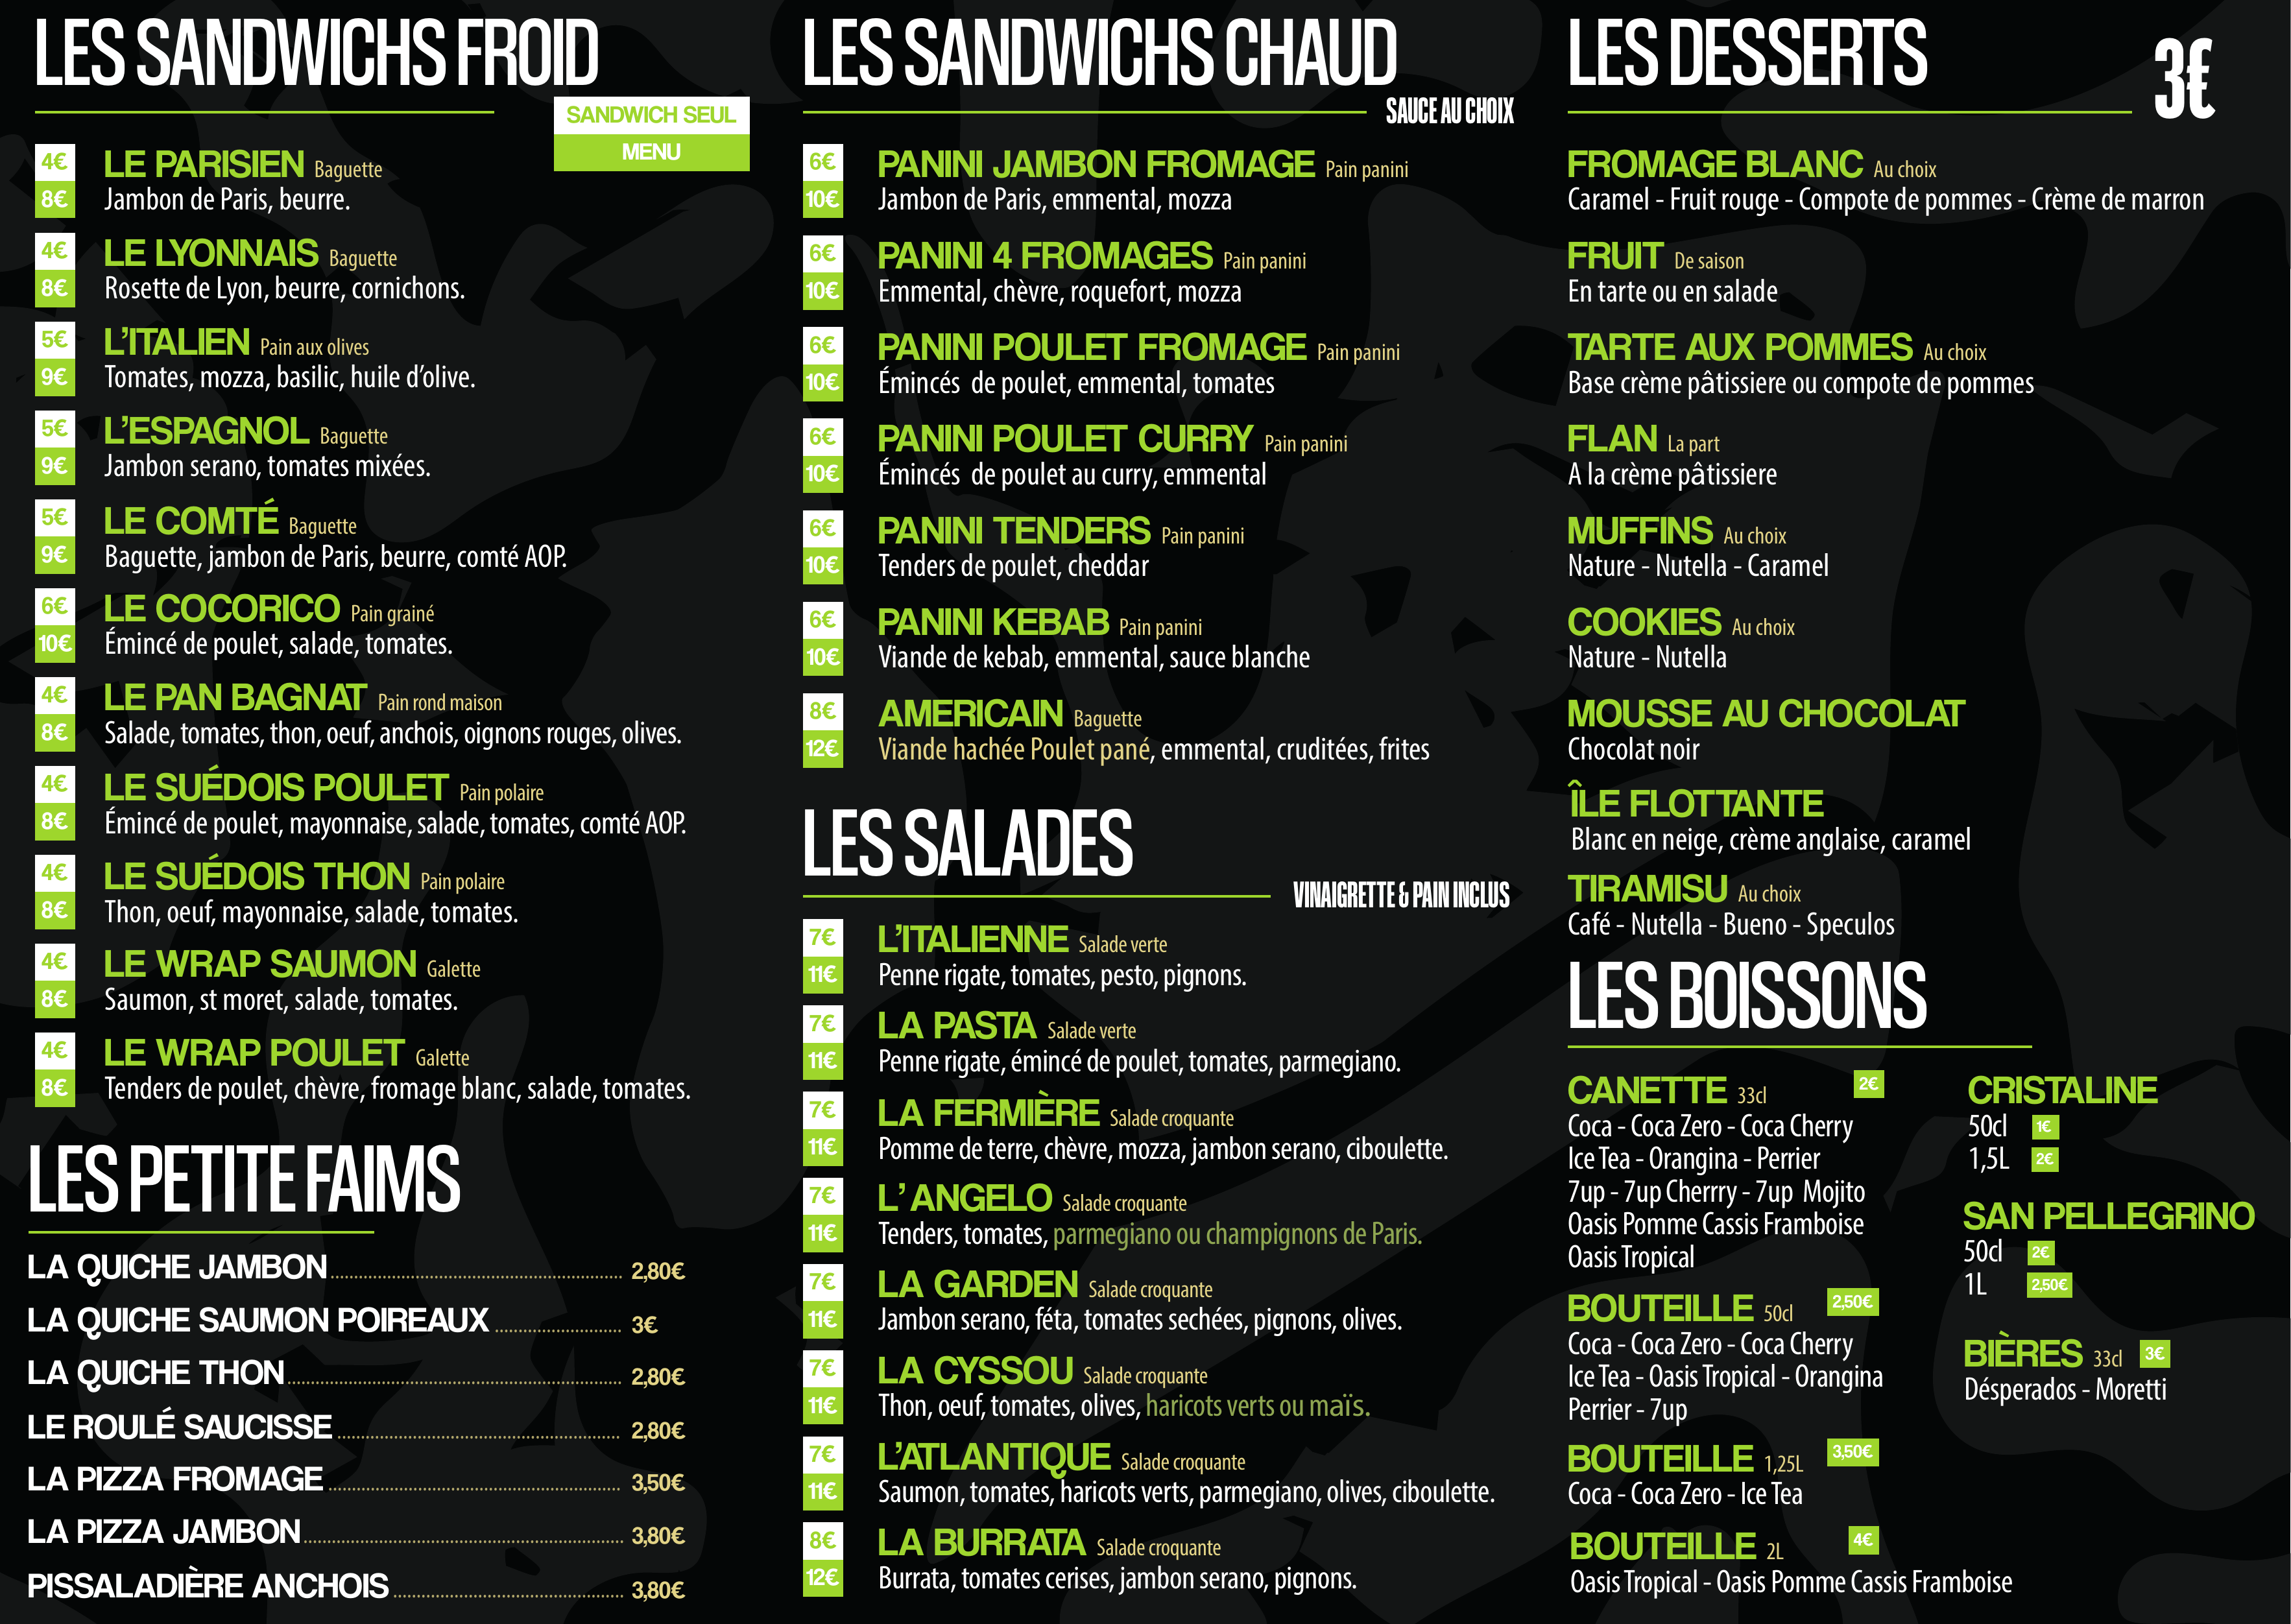 LES SANDWICHS FROID
SANDWICH SEUL
MENU
4€
8€
LE PARISIEN Baguette
Jambon de Paris, beurre.
4€
8€
LE LYONNAIS Baguette
Rosette de Lyon, beurre, cornichons.
5€
9€
L'ITALIEN Pain aux olives
Tomates, mozza, basilic, huile d'olive.
5€
9€
L'ESPAGNOL Baguette
Jambon serano, tomates mixées.
5€
9€
LE COMTÉ Baguette
Baguette, jambon de Paris, beurre, comté AOP.
6€
10€
LE COCORICO Pain grainé
Émincé de poulet, salade, tomates.
4€
8€
LE PAN BAGNAT Pain rond maison
Salade, tomates, thon, oeuf, anchois, oignons rouges, olives.
4€
8€
LE SUÉDOIS POULET Pain polaire
Émincé de poulet, mayonnaise, salade, tomates, comté AOP.
4€
8€
LE SUÉDOIS THON Pain polaire
Thon, oeuf, mayonnaise, salade, tomates.
4€
8€
LE WRAP SAUMON Galette
Saumon, st moret, salade, tomates.
4€
8€
LE WRAP POULET Galette
Tenders de poulet, chèvre, fromage blanc, salade, tomates.
LES PETITE FAIMS
LA QUICHE JAMBON 2,80€
LA QUICHE SAUMON POIREAUX 3€
LA QUICHE THON 2,80€
LE ROULÉ SAUCISSE 2,80€
LA PIZZA FROMAGE 3,50€
LA PIZZA JAMBON 3,80€
PISSALADIÈRE ANCHOIS 3,80€
LES SANDWICHS CHAUD
SAUCE AU CHOIX
6€
10€
PANINI JAMBON FROMAGE Pain panini
Jambon de Paris, emmental, mozza
6€
10€
PANINI 4 FROMAGES Pain panini
Emmental, chèvre, roquefort, mozza
6€
10€
PANINI POULET FROMAGE Pain panini
Émincés de poulet, emmental, tomates
6€
10€
PANINI POULET CURRY Pain panini
Émincés de poulet au curry, emmental
6€
10€
PANINI TENDERS Pain panini
Tenders de poulet, cheddar
6€
10€
PANINI KEBAB Pain panini
Viande de kebab, emmental, sauce blanche
8€
12€
AMERICAIN Baguette
Viande hachée Poulet pané, emmental, cruditées, frites
LES SALADES
VINAIGRETTE & PAIN INCLUS
7€
11€
L'ITALIENNE Salade verte
Penne rigate, tomates, pesto, pignons.
7€
11€
LA PASTA Salade verte
Penne rigate, émincé de poulet, tomates, parmegiano.
7€
11€
LA FERMIÈRE Salade croquante
Pomme de terre, chèvre, mozza, jambon serano, ciboulette.
7€
11€
L' ANGELO Salade croquante
Tenders, tomates, parmegiano ou champignons de Paris.
7€
11€
LA GARDEN Salade croquante
Jambon serano, féta, tomates sechées, pignons, olives.
7€
11€
LA CYSSOU Salade croquante
Thon, oeuf, tomates, olives, haricots verts ou maïs.
7€
11€
L'ATLANTIQUE Salade croquante
Saumon, tomates, haricots verts, parmegiano, olives, ciboulette.
8€
12€
LA BURRATA Salade croquante
Burrata, tomates cerises, jambon serano, pignons.
LES DESSERTS
3€
FROMAGE BLANC Au choix
Caramel - Fruit rouge - Compote de pommes - Crème de marron
FRUIT De saison
En tarte ou en salade
TARTE AUX POMMES Au choix
Base crème pâtissiere ou compote de pommes
FLAN La part
A la crème pâtissiere
MUFFINS Au choix
Nature - Nutella - Caramel
COOKIES Au choix
Nature - Nutella
MOUSSE AU CHOCOLAT
Chocolat noir
ÎLE FLOTTANTE
Blanc en neige, crème anglaise, caramel
TIRAMISU Au choix
Café - Nutella - Bueno - Speculos
LES BOISSONS
CANETTE 33cl 2€
Coca - Coca Zero - Coca Cherry
Ice Tea - Orangina - Perrier
7up - 7up Cherrry - 7up Mojito
Oasis Pomme Cassis Framboise
Oasis Tropical
BOUTEILLE 50cl 2,50€
Coca - Coca Zero - Coca Cherry
Ice Tea - Oasis Tropical - Orangina
Perrier - 7up
BOUTEILLE 1,25L 3,50€
Coca - Coca Zero - Ice Tea
BOUTEILLE 2L 4€
Oasis Tropical - Oasis Pomme Cassis Framboise
CRISTALINE
50cl 1€
1,5L 2€
SAN PELLEGRINO
50cl 2€
1L 2,50€
BIÈRES 33cl 3€
Désperados - Moretti